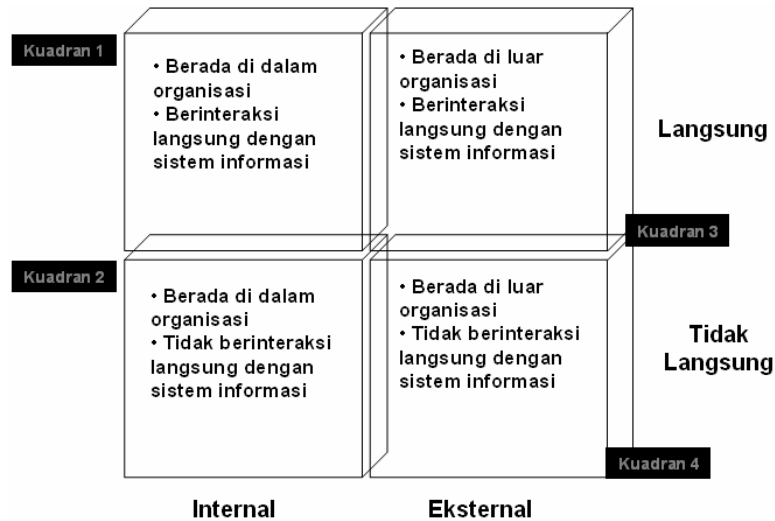 Kuadran 1
• Berada di dalam
organisasi
• Berinteraksi
langsung dengan
sistem informasi
• Berada di luar
organisasi
• Berinteraksi
langsung dengan
sistem informasi
Langsung
Kuadran 3
Kuadran 2
• Berada di dalam
organisasi
• Tidak berinteraksi
langsung dengan
sistem informasi
• Berada di luar
organisasi
• Tidak berinteraksi
langsung dengan
sistem informasi
Tidak
Langsung
Kuadran 4
Internal
Eksternal